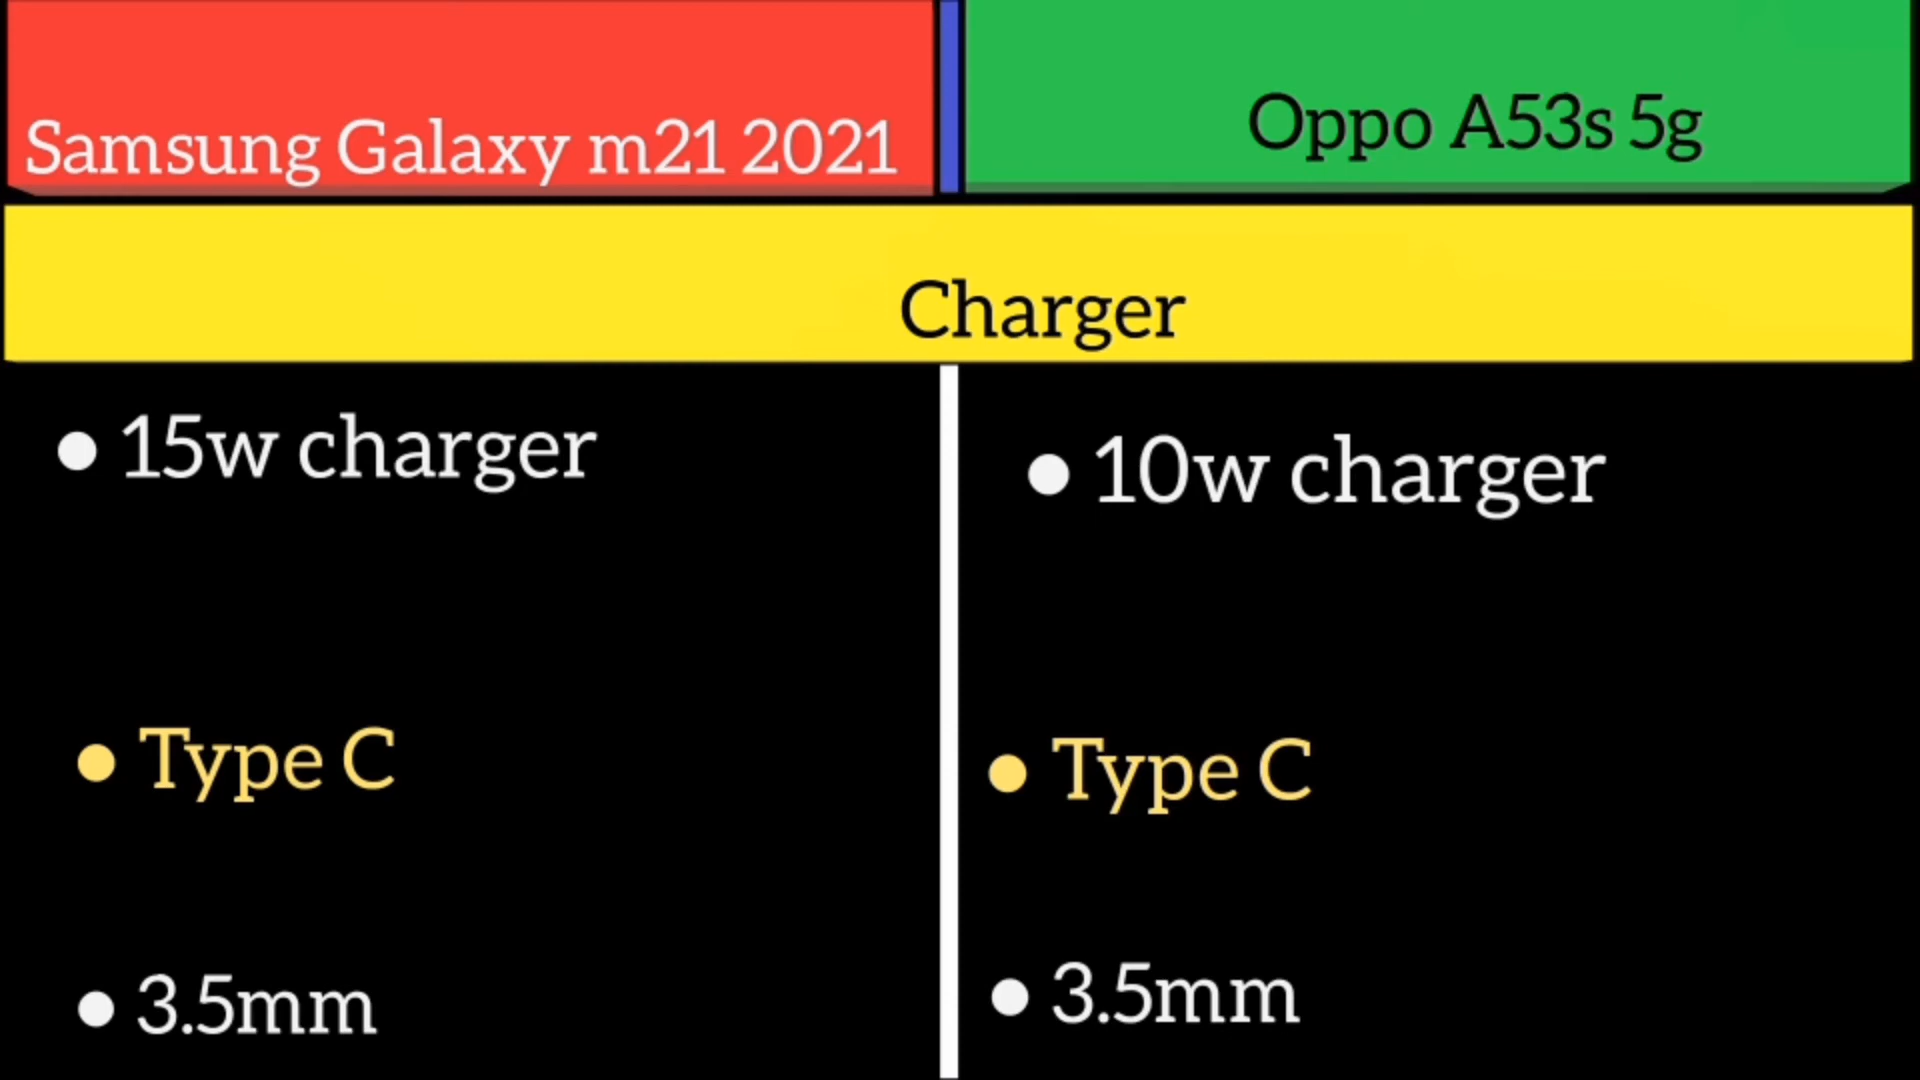 Samsung Galaxy m21 2021
Oppo A53s 5g
Charger
• 15w charger
• 10w charger
• Type C
• Type C
• 3.5mm
• 3.5mm